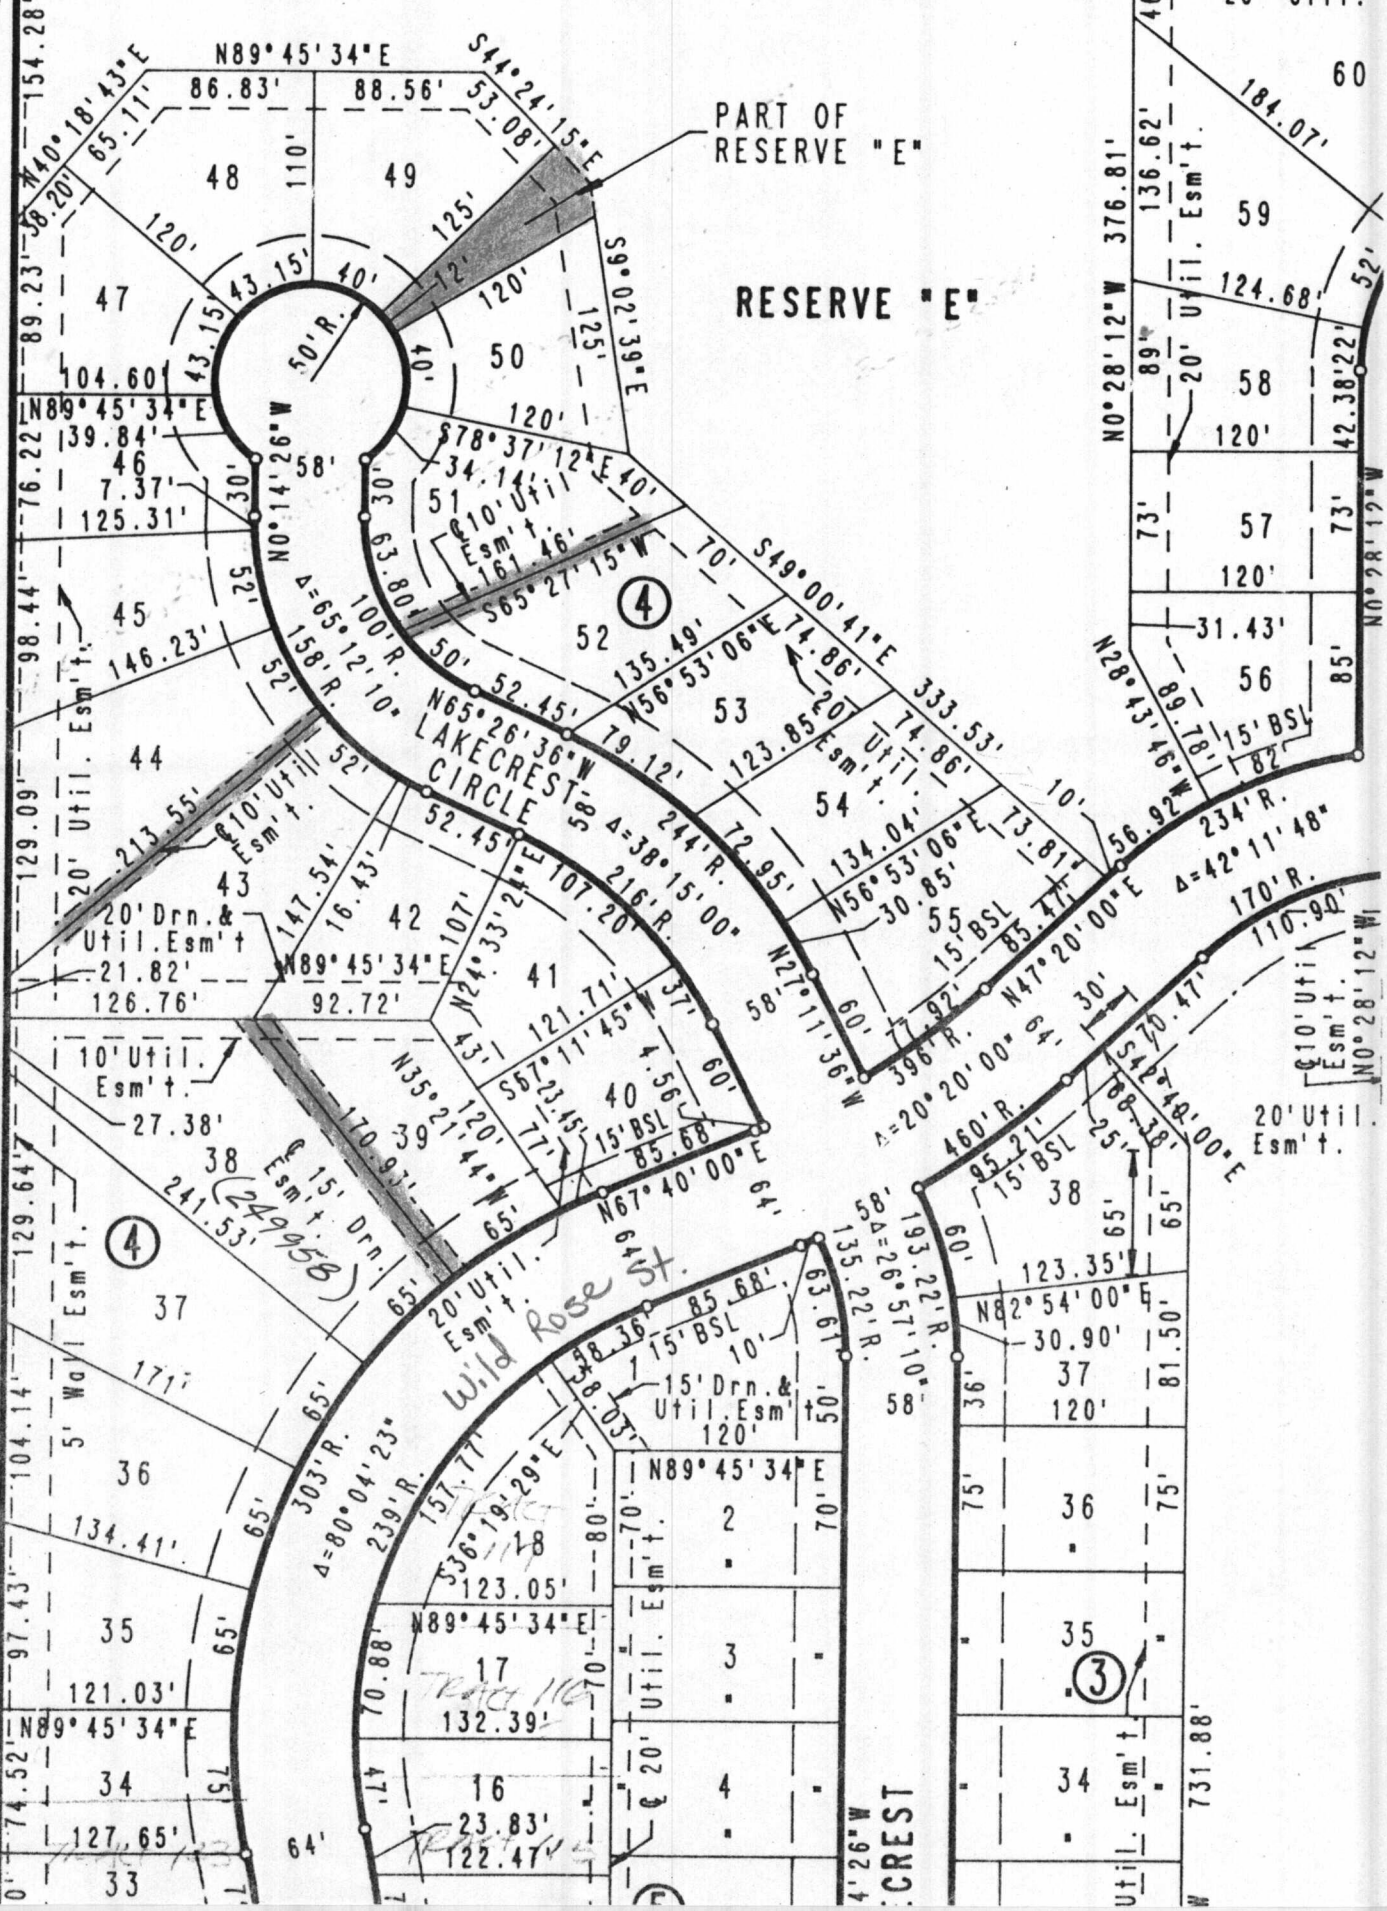 154.28'
N89°45'34"E
86.83'
88.56'
S44°24'15"E
53.08'
N40°18'43"E
65.11'
38.20'
48
110'
49
125'
12'
120'
PART OF
RESERVE "E"
RESERVE "E"
120'
47
89.23'
43.15'
43.15'
40'
50'R.
40'
50
125'
S9°02'39"E
104.60'
N89°45'34"E
39.84'
46
7.37'
125.31'
76.22'
30'
N0°14'26"W
58'
30'
120'
S78°37'12"E
34.14'
40'
51
℄10'Util
Esm't.
161.46'
S65°27'15"W
63.80'
52'
98.44'
45
146.23'
20' Util. Esm't.
Δ=65°12'10"
100'R.
158'R.
52'
50'
52
4
70'
S49°00'41"E
333.53'
135.49'
N56°53'06"E
74.86'
20' Util.
Esm't.
53
123.85'
74.86'
54
134.04'
N56°53'06"E
73.81'
30.85'
55
15'BSL
85.47'
10'
52.45'
N65°26'36"W
LAKECREST
CIRCLE
58'
79.12'
244'R.
Δ=38°15'00"
72.95'
216'R.
107.20'
52.45'
52'
44
129.09'
213.55'
℄10'Util
Esm't.
43
20'Drn.&
Util.Esm't
21.82'
126.76'
147.54'
16.43'
42
N89°45'34"E
92.72'
107'
N24°33'24"E
41
121.71'
S67°11'45"W
37'
43'
N27°11'36"W
58'
60'
60'
77.92'
396'R.
N47°20'00"E
64'
30'
Δ=20°20'00"
460'R.
95.21'
15'BSL
10'Util.
Esm't.
27.38'
38
(249958)
241.53'
℄ 15' Drn.
Esm't.
170.93'
39
N35°21'44"W
120'
77'
23.45'
40
4.56'
15'BSL
85.68'
N67°40'00"E
64'
64'
65'
65'
20'Util.
Esm't.
Wild Rose St.
129.64'
4
5' Wall Esm't.
37
171'
65'
104.14'
36
134.41'
65'
303'R.
Δ=80°04'23"
239'R.
157.77'
97.43'
35
65'
121.03'
N89°45'34"E
74.52'
34
75'
127.65'
33
64'
85.68'
15'BSL
10'
58.36'
58.03'
15'Drn.&
Util.Esm't
120'
N89°45'34"E
63.61'
135.22'R.
58'
Δ=26°57'10"
193.22'R.
60'
50'
58'
S36°19'29"E
18
123.05'
N89°45'34"E
80'
70'
2
70'
17
TRACT 116
132.39'
70.88'
70'
3
16
47'
23.83'
122.47'
℄ 20' Util. Esm't.
4
4'26"W
CREST
38
25'
68.38'
S42°40'00"E
70.47'
65'
65'
123.35'
N82°54'00"E
30.90'
37
120'
81.50'
36'
75'
36
75'
35
3
34
Util. Esm't.
731.88'
20' Util.
60
184.07'
136.62'
20' Util. Esm't.
N0°28'12"W 376.81'
59
124.68'
52'
22'
42.38'
89'
58
120'
73'
57
73'
120'
N0°28'12"W
31.43'
56
85'
N28°43'46"W
89.78'
15'BSL
82'
56.92'
234'R.
Δ=42°11'48"
170'R.
110.90'
℄10'Util
Esm't.
N0°28'12"W
20'Util.
Esm't.